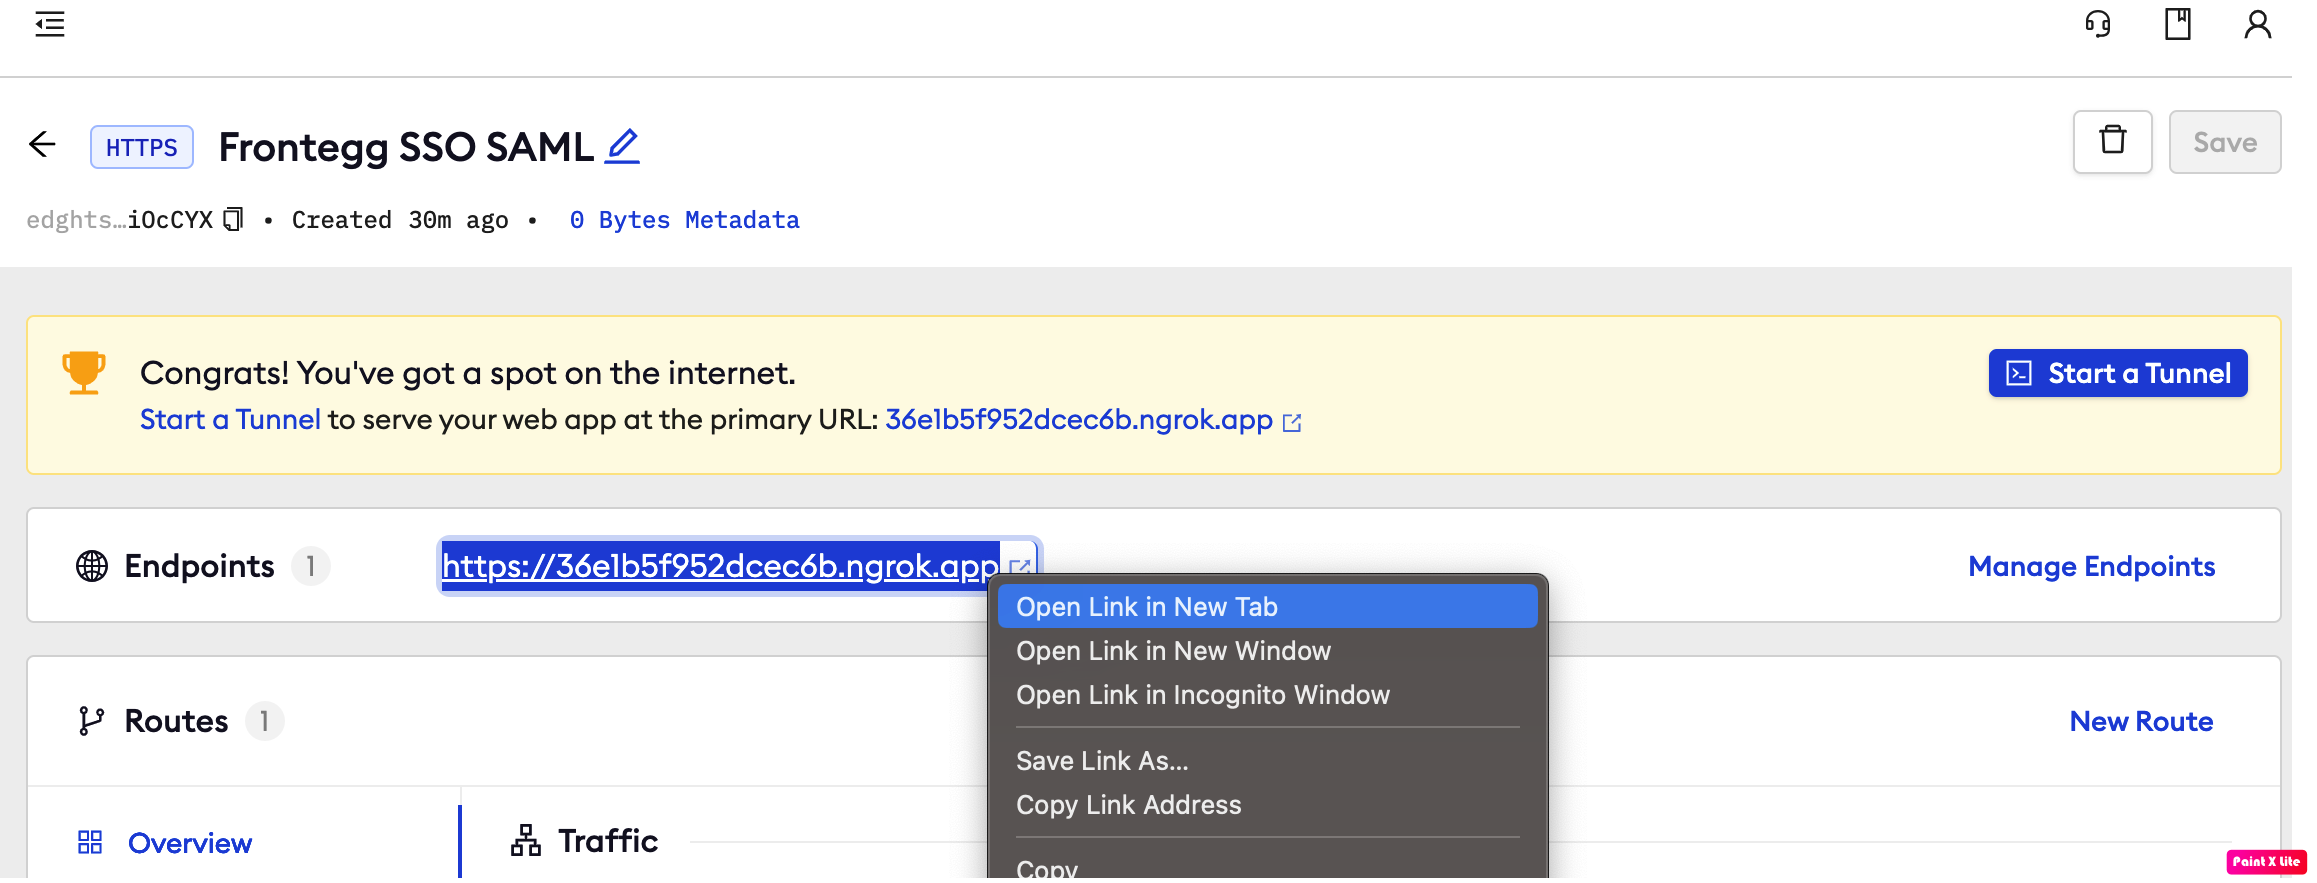 HTTPS Frontegg SSO SAML
Save
edghts…iOcCYX • Created 30m ago • 0 Bytes Metadata
Congrats! You've got a spot on the internet.
Start a Tunnel to serve your web app at the primary URL: 36e1b5f952dcec6b.ngrok.app
Start a Tunnel
Endpoints 1
https://36e1b5f952dcec6b.ngrok.app
Manage Endpoints
Open Link in New Tab
Open Link in New Window
Open Link in Incognito Window
Save Link As...
Copy Link Address
Copy
Routes 1
New Route
Overview
Traffic
Paint X Lite